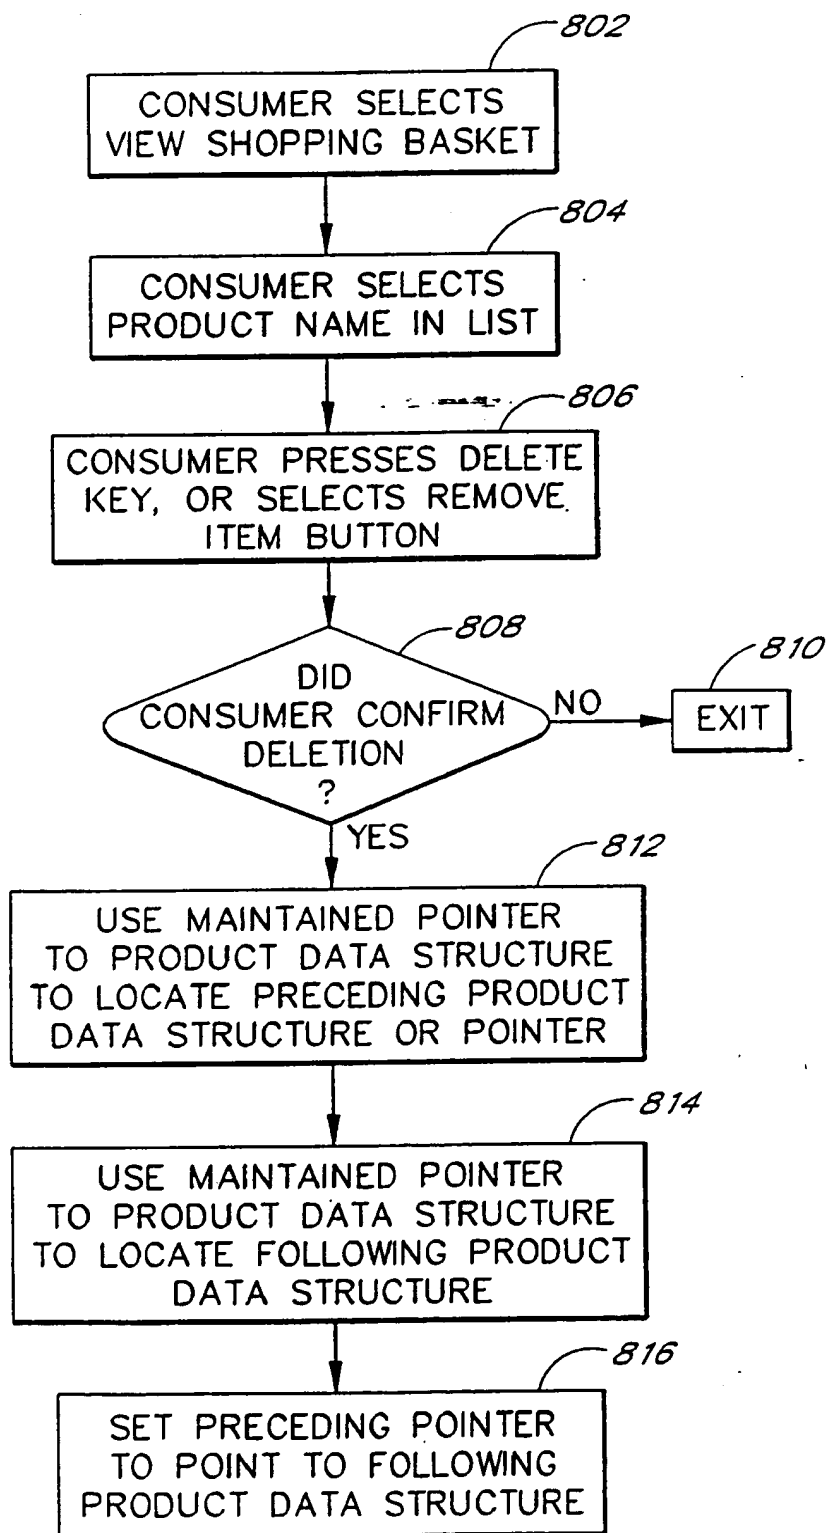 802
CONSUMER SELECTS
VIEW SHOPPING BASKET
804
CONSUMER SELECTS
PRODUCT NAME IN LIST
806
CONSUMER PRESSES DELETE
KEY, OR SELECTS REMOVE
ITEM BUTTON
808
DID
CONSUMER CONFIRM
DELETION
?
NO
810
EXIT
YES
812
USE MAINTAINED POINTER
TO PRODUCT DATA STRUCTURE
TO LOCATE PRECEDING PRODUCT
DATA STRUCTURE OR POINTER
814
USE MAINTAINED POINTER
TO PRODUCT DATA STRUCTURE
TO LOCATE FOLLOWING PRODUCT
DATA STRUCTURE
816
SET PRECEDING POINTER
TO POINT TO FOLLOWING
PRODUCT DATA STRUCTURE